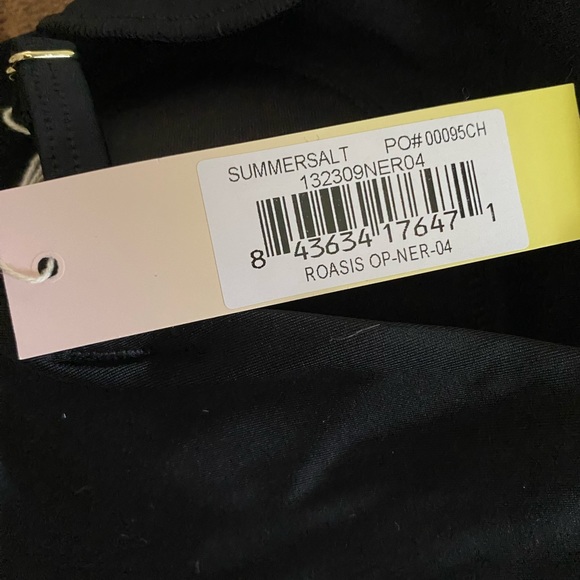 SUMMERSALT PO# 00095CH
132309NER04
8 43634 17647 1
ROASIS OP-NER-04